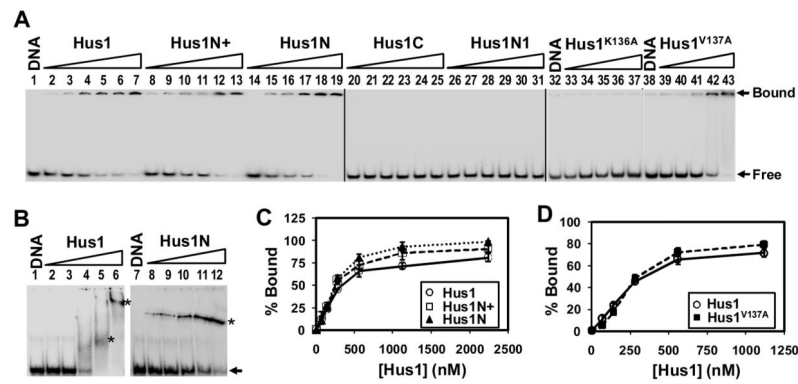 A
DNA Hus1 Hus1N+ Hus1N Hus1C Hus1N1 DNA Hus1K136A DNA Hus1V137A
1 2 3 4 5 6 7 8 9 10 11 12 13 14 15 16 17 18 19 20 21 22 23 24 25 26 27 28 29 30 31 32 33 34 35 36 37 38 39 40 41 42 43
Bound
Free
B
DNA Hus1 DNA Hus1N
1 2 3 4 5 6 7 8 9 10 11 12
* * *
C
% Bound
125
100
75
50
25
0
0 500 1000 1500 2000 2500
[Hus1] (nM)
Hus1
Hus1N+
Hus1N
D
% Bound
100
80
60
40
20
0
0 250 500 750 1000 1250
[Hus1] (nM)
Hus1
Hus1V137A